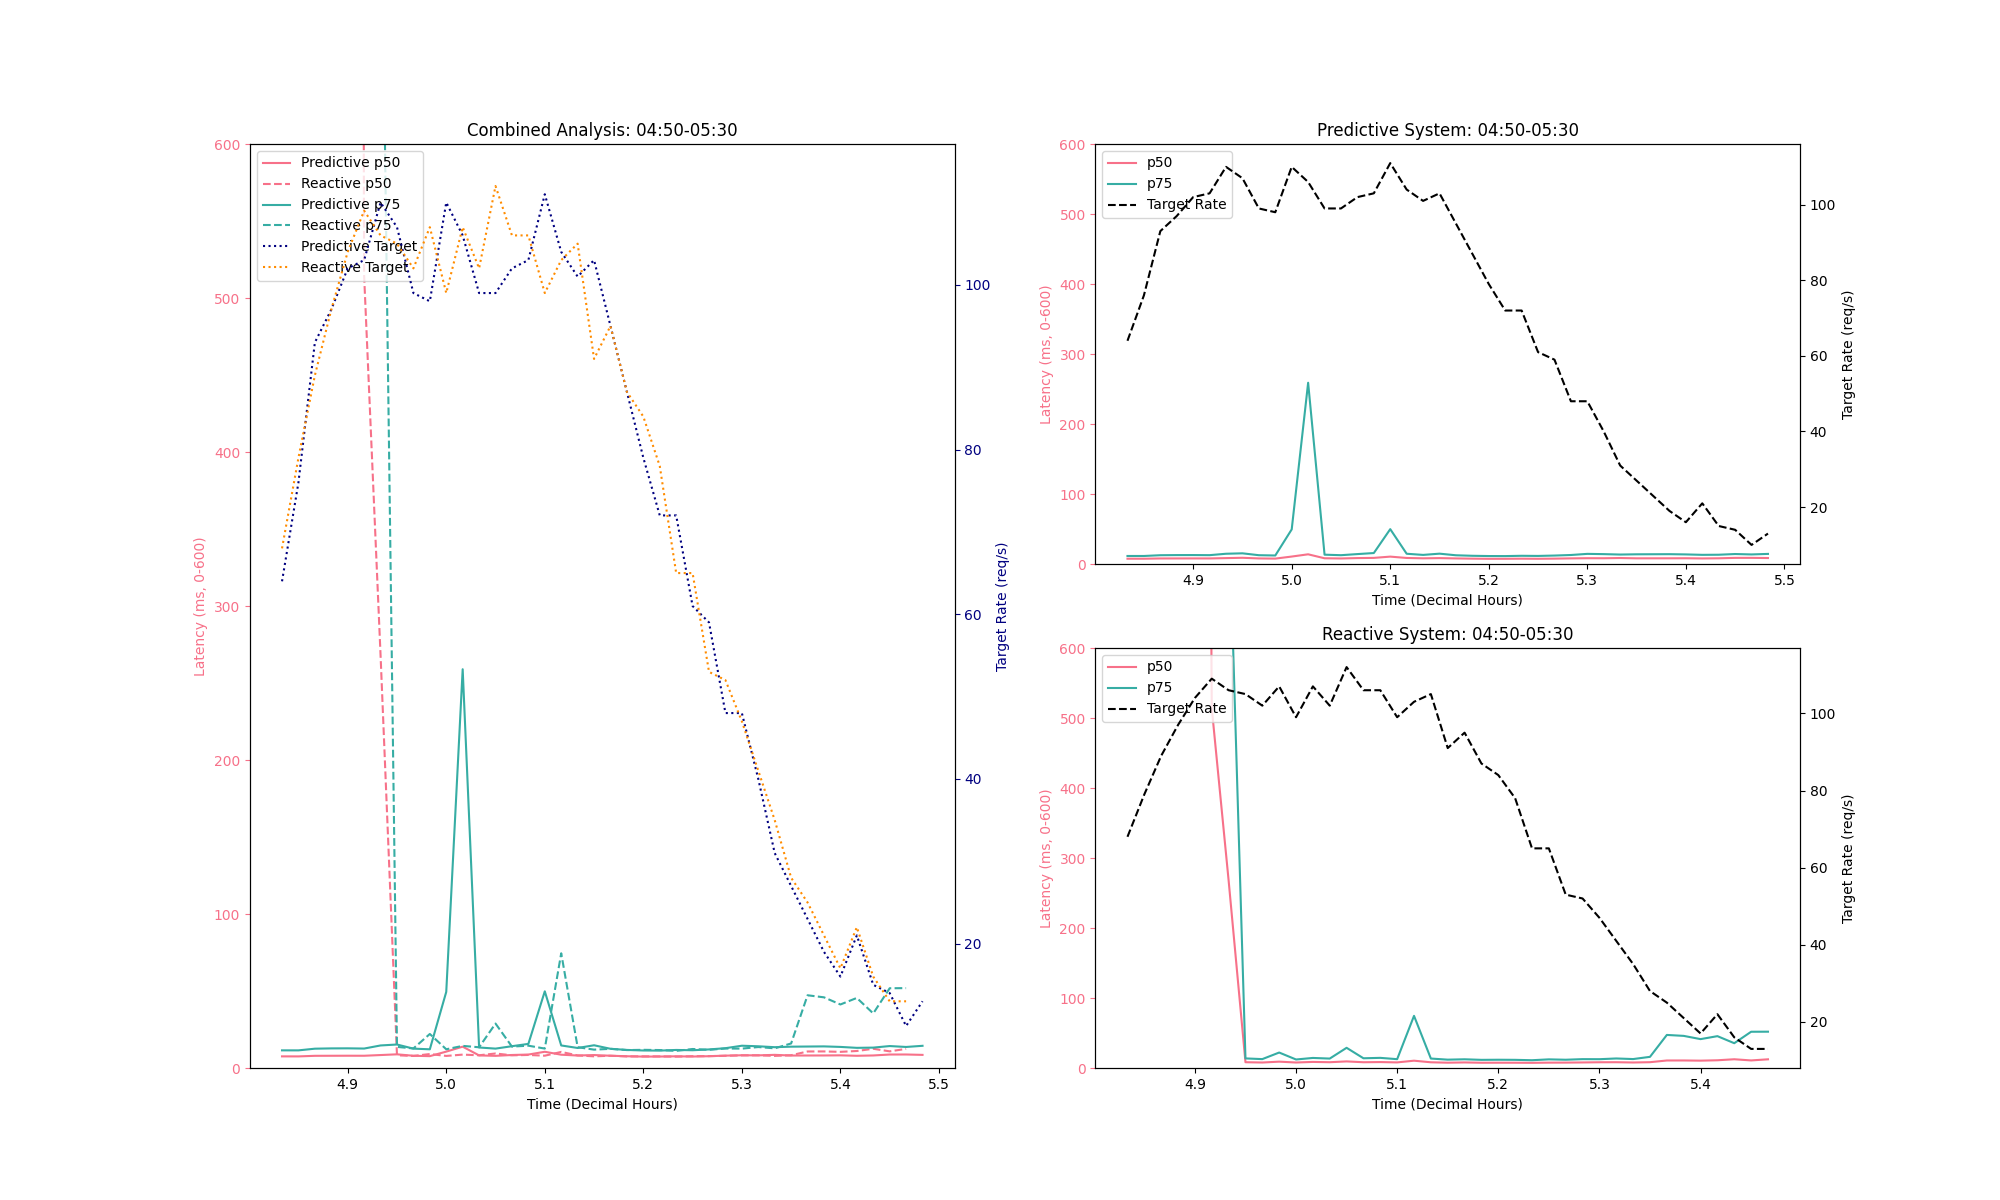 Combined Analysis: 04:50-05:30
Predictive p50
Reactive p50
Predictive p75
Reactive p75
Predictive Target
Reactive Target
600
500
400
300
200
100
0
Latency (ms, 0-600)
100
80
60
40
20
Target Rate (req/s)
4.9 5.0 5.1 5.2 5.3 5.4 5.5
Time (Decimal Hours)
Predictive System: 04:50-05:30
p50
p75
Target Rate
600
500
400
300
200
100
0
Latency (ms, 0-600)
100
80
60
40
20
Target Rate (req/s)
4.9 5.0 5.1 5.2 5.3 5.4 5.5
Time (Decimal Hours)
Reactive System: 04:50-05:30
p50
p75
Target Rate
600
500
400
300
200
100
0
Latency (ms, 0-600)
100
80
60
40
20
Target Rate (req/s)
4.9 5.0 5.1 5.2 5.3 5.4
Time (Decimal Hours)